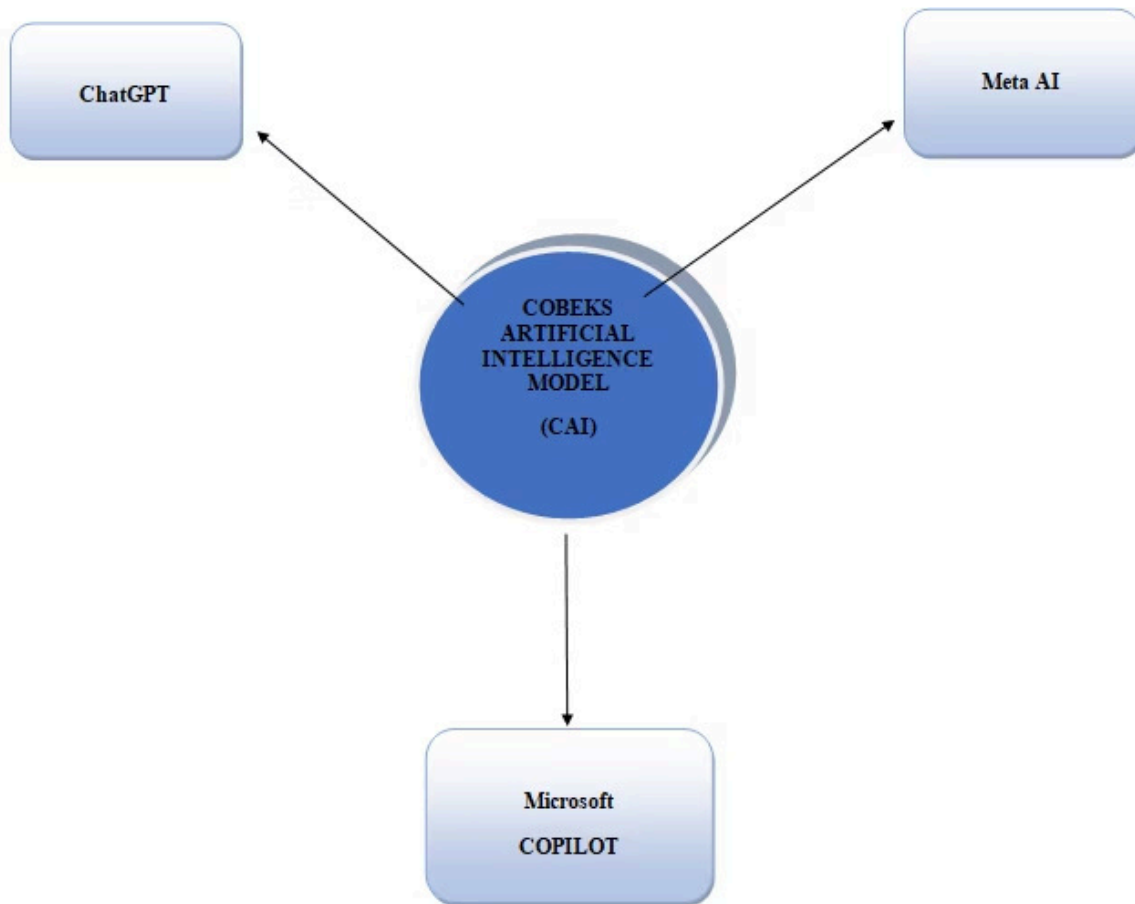 ChatGPT
Meta AI
COBEKS
ARTIFICIAL
INTELLIGENCE
MODEL
(CAI)
Microsoft
COPILOT